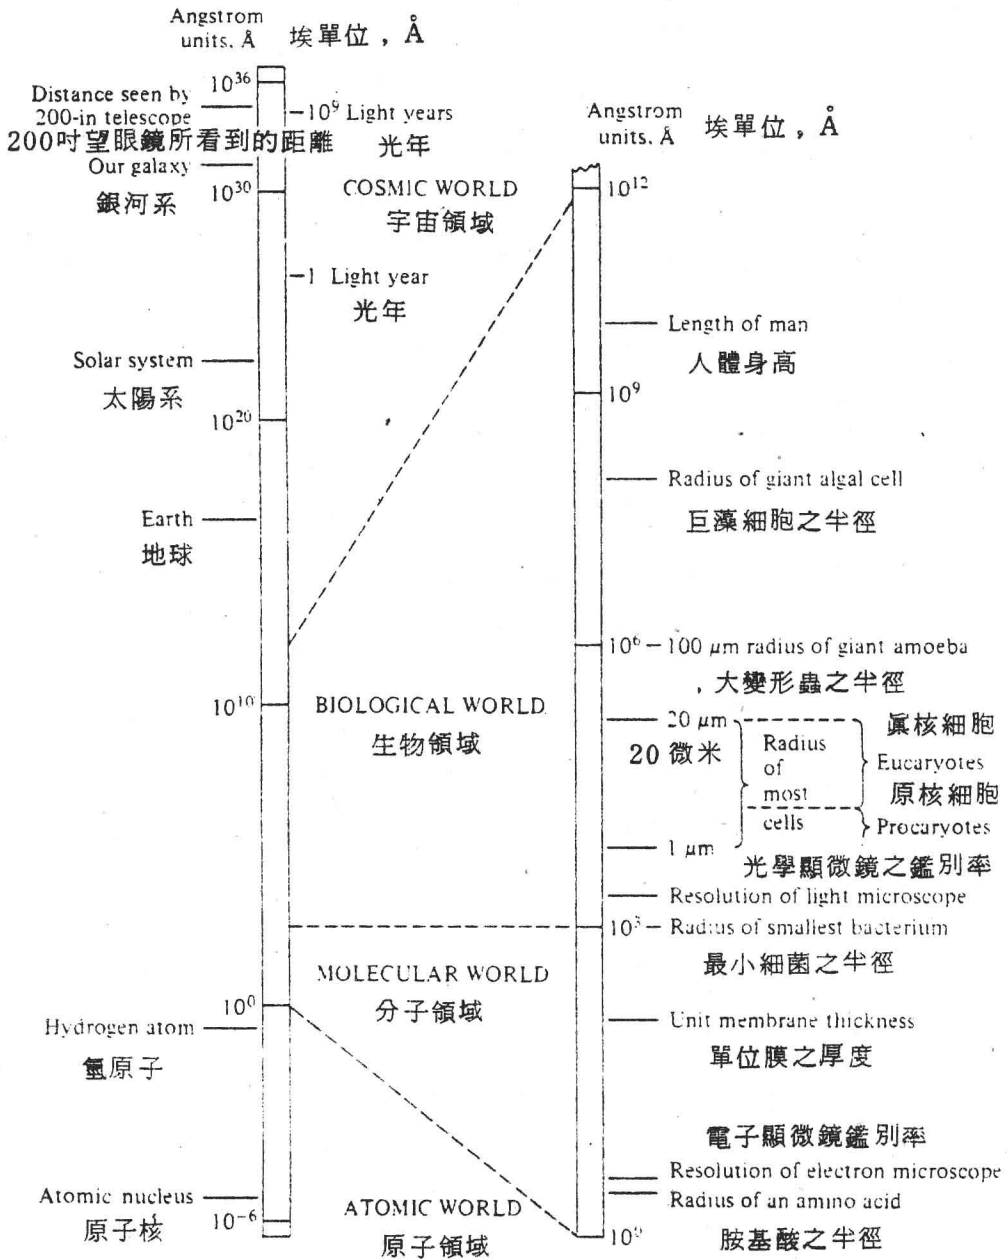 Angstrom
units, Å 埃單位，Å
10³⁶
Distance seen by
200-in telescope
200吋望眼鏡所看到的距離
10⁹ Light years
光年
Our galaxy
銀河系
10³⁰
COSMIC WORLD
宇宙領域
1 Light year
光年
Solar system
太陽系
10²⁰
Earth
地球
10¹⁰
BIOLOGICAL WORLD
生物領域
MOLECULAR WORLD
分子領域
10⁰
Hydrogen atom
氫原子
Atomic nucleus
原子核
10⁻⁶
ATOMIC WORLD
原子領域
Angstrom
units, Å 埃單位，Å
10¹²
Length of man
人體身高
10⁹
Radius of giant algal cell
巨藻細胞之半徑
10⁶ – 100 μm radius of giant amoeba
，大變形蟲之半徑
20 μm
20微米
Radius
of
most
cells
眞核細胞
Eucaryotes
原核細胞
Procaryotes
1 μm
光學顯微鏡之鑑別率
Resolution of light microscope
10³ – Radius of smallest bacterium
最小細菌之半徑
Unit membrane thickness
單位膜之厚度
電子顯微鏡鑑別率
Resolution of electron microscope
Radius of an amino acid
胺基酸之半徑
10⁰